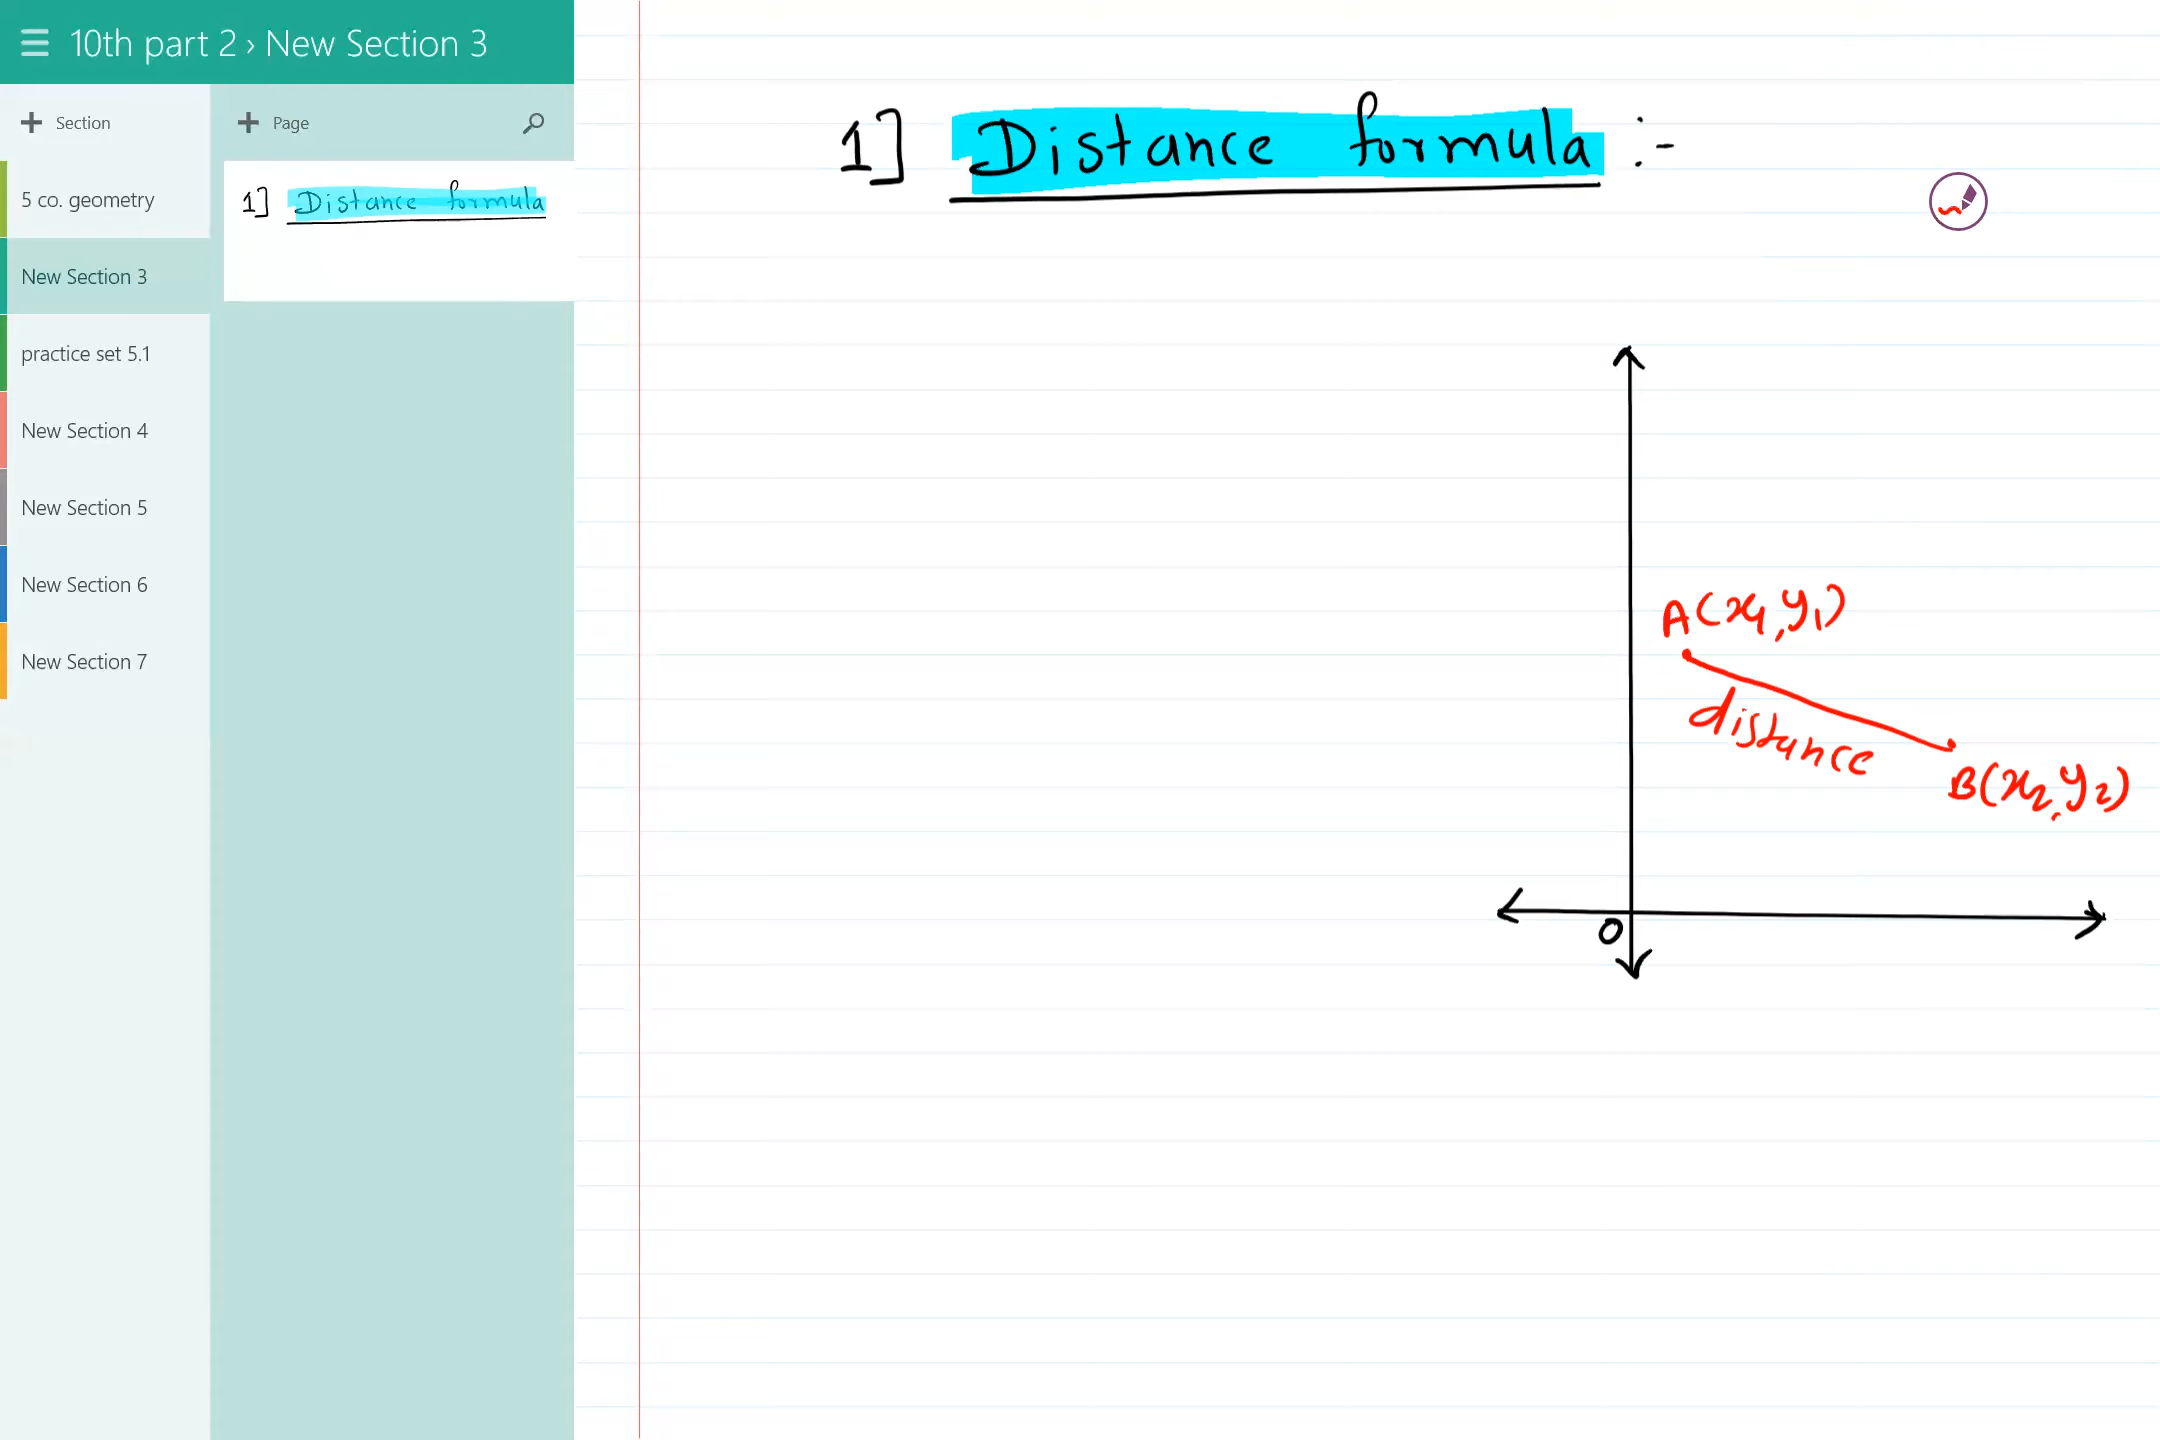 10th part 2 › New Section 3
Section
Page
5 co. geometry
New Section 3
practice set 5.1
New Section 4
New Section 5
New Section 6
New Section 7
1] Distance formula
1] Distance formula :-
A(x₁,y₁)
distance
B(x₂,y₂)
O